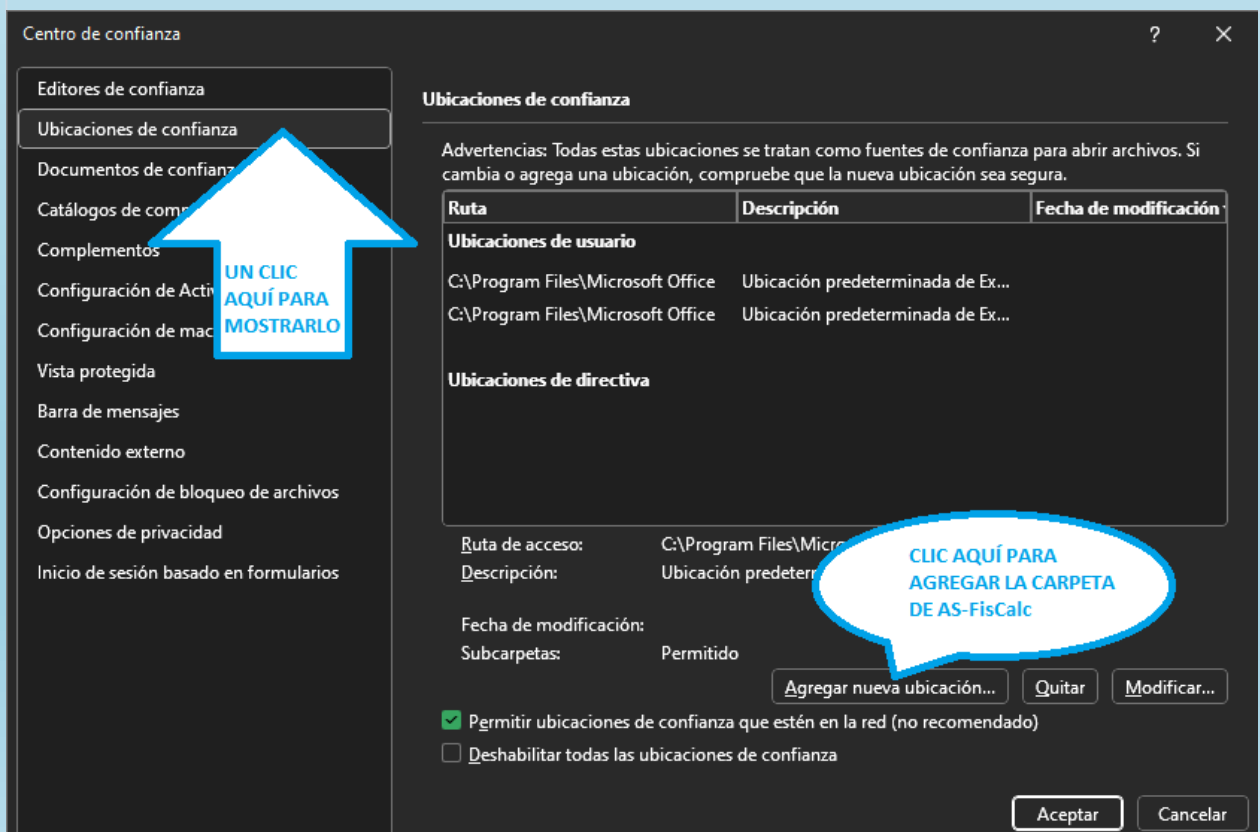 Centro de confianza
?
Editores de confianza
Ubicaciones de confianza
Documentos de confianz
Catálogos de com
Complementos
Configuración de Acti
Configuración de mac
Vista protegida
Barra de mensajes
Contenido externo
Configuración de bloqueo de archivos
Opciones de privacidad
Inicio de sesión basado en formularios
UN CLIC
AQUÍ PARA
MOSTRARLO
Ubicaciones de confianza
Advertencias: Todas estas ubicaciones se tratan como fuentes de confianza para abrir archivos. Si
cambia o agrega una ubicación, compruebe que la nueva ubicación sea segura.
Ruta Descripción Fecha de modificación
Ubicaciones de usuario
C:\Program Files\Microsoft Office Ubicación predeterminada de Ex...
C:\Program Files\Microsoft Office Ubicación predeterminada de Ex...
Ubicaciones de directiva
Ruta de acceso: C:\Program Files\Micro
Descripción: Ubicación predeter
CLIC AQUÍ PARA
AGREGAR LA CARPETA
DE AS-FisCalc
Fecha de modificación:
Subcarpetas: Permitido
Agregar nueva ubicación... Quitar Modificar...
Permitir ubicaciones de confianza que estén en la red (no recomendado)
Deshabilitar todas las ubicaciones de confianza
Aceptar Cancelar